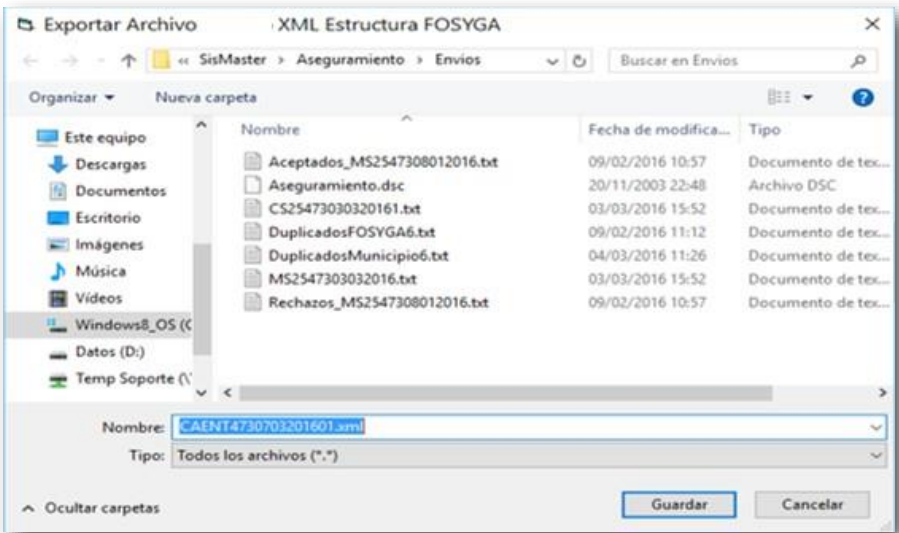 Exportar Archivo XML Estructura FOSYGA
« SisMaster > Aseguramiento > Envios
Buscar en Envios
Organizar Nueva carpeta
Nombre Fecha de modifica... Tipo
Este equipo
Descargas
Documentos
Escritorio
Imágenes
Música
Vídeos
Windows8_OS (C
Datos (D:)
Temp Soporte (\\
Aceptados_MS2547308012016.txt 09/02/2016 10:57 Documento de tex...
Aseguramiento.dsc 20/11/2003 22:48 Archivo DSC
CS25473030320161.txt 03/03/2016 15:52 Documento de tex...
DuplicadosFOSYGA6.txt 09/02/2016 11:12 Documento de tex...
DuplicadosMunicipio6.txt 04/03/2016 11:26 Documento de tex...
MS2547303032016.txt 03/03/2016 15:52 Documento de tex...
Rechazos_MS2547308012016.txt 09/02/2016 10:57 Documento de tex...
Nombre: CAENT4730703201601.xml
Tipo: Todos los archivos (*.*)
Ocultar carpetas
Guardar Cancelar